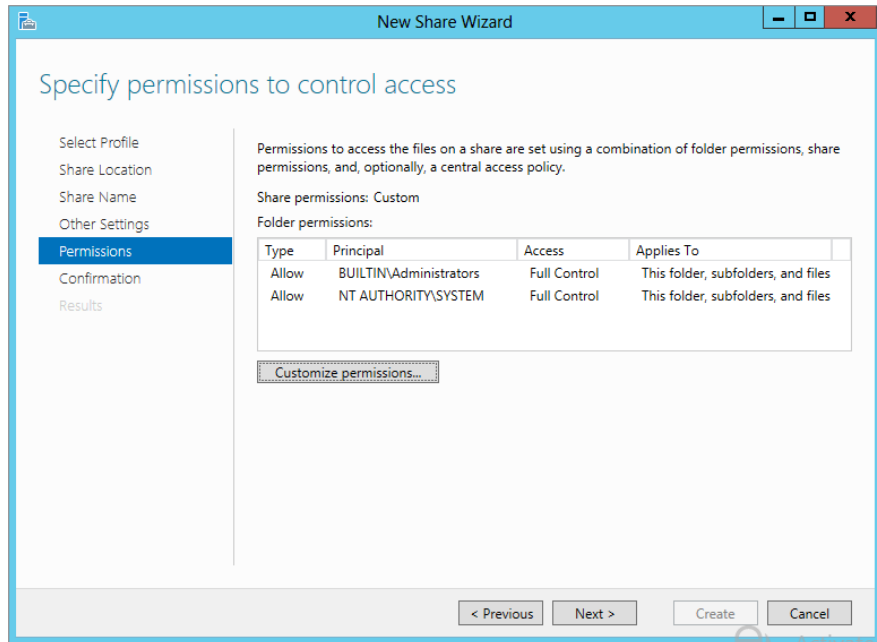 New Share Wizard
Specify permissions to control access
Select Profile
Share Location
Share Name
Other Settings
Permissions
Confirmation
Results
Permissions to access the files on a share are set using a combination of folder permissions, share
permissions, and, optionally, a central access policy.
Share permissions: Custom
Folder permissions:
Type Principal Access Applies To
Allow BUILTIN\Administrators Full Control This folder, subfolders, and files
Allow NT AUTHORITY\SYSTEM Full Control This folder, subfolders, and files
Customize permissions...
< Previous Next > Create Cancel